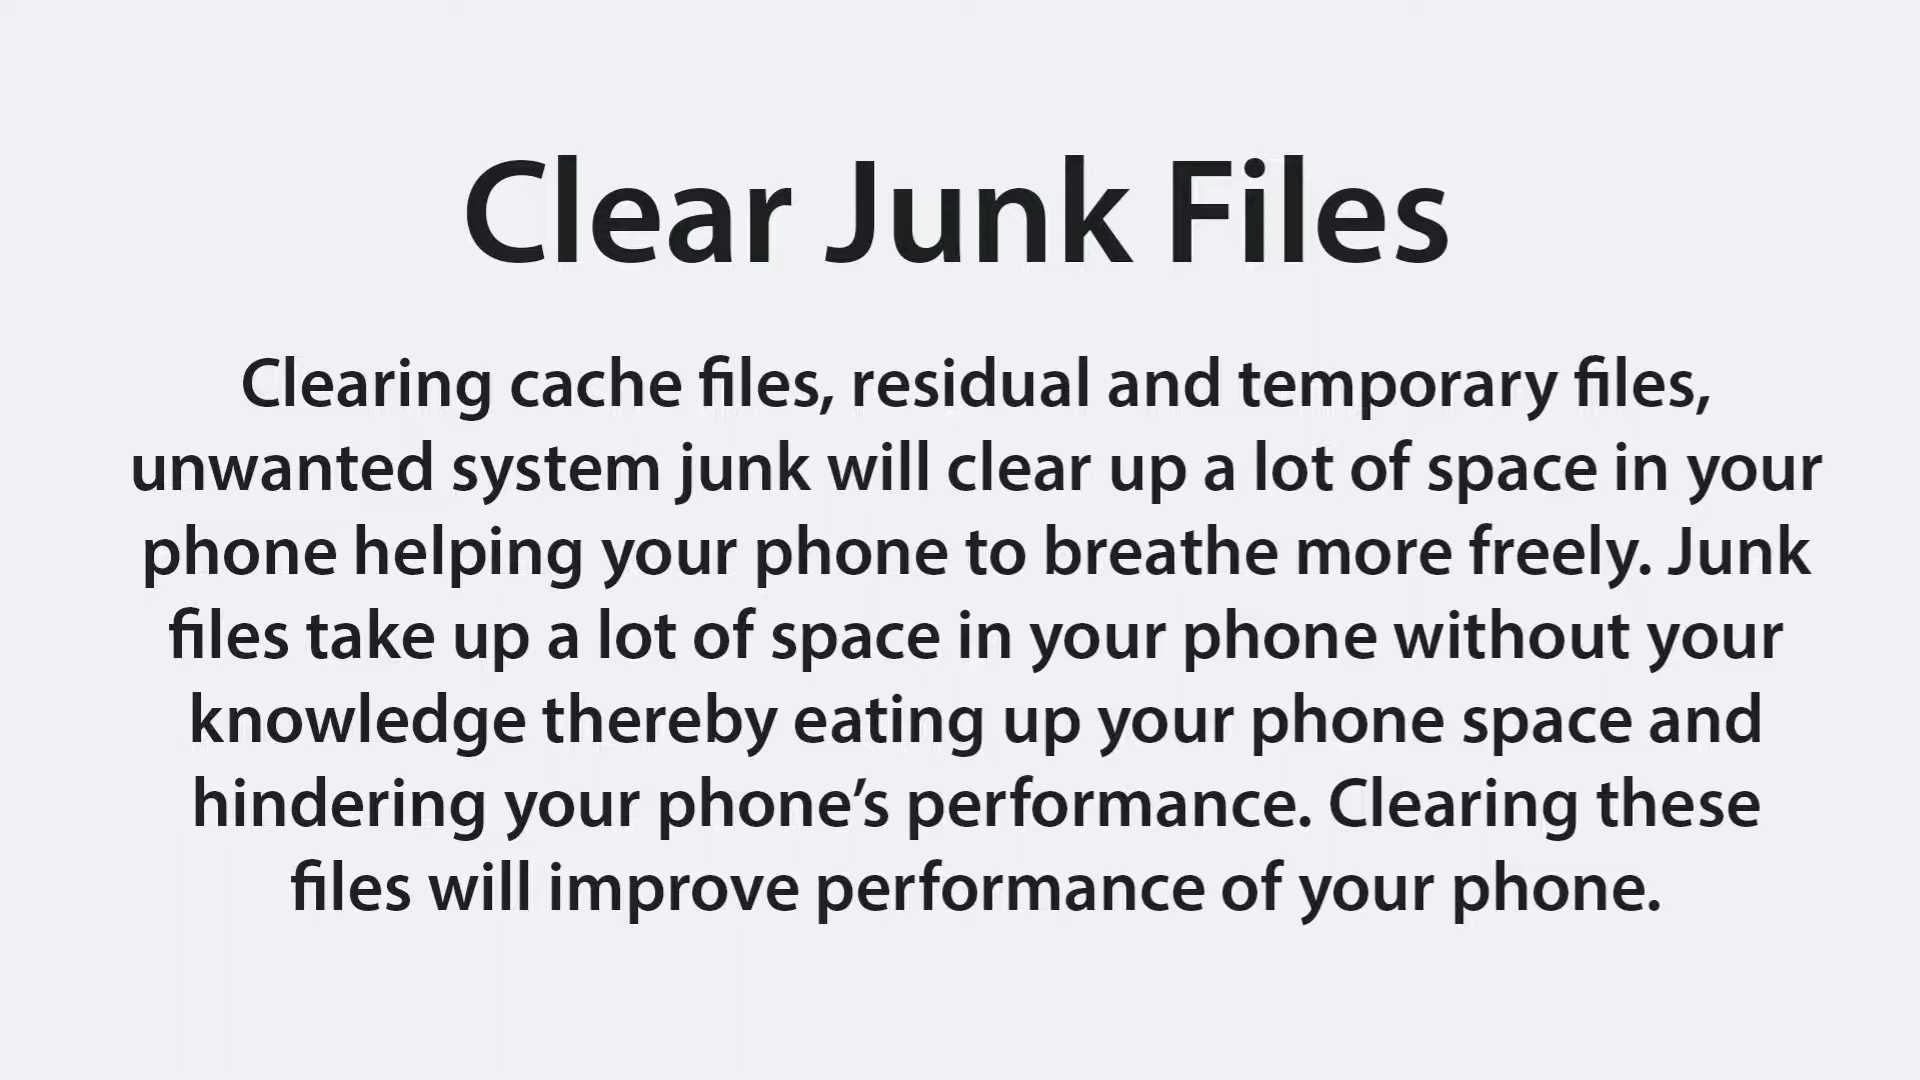 Clear Junk Files
Clearing cache files, residual and temporary files,
unwanted system junk will clear up a lot of space in your
phone helping your phone to breathe more freely. Junk
files take up a lot of space in your phone without your
knowledge thereby eating up your phone space and
hindering your phone’s performance. Clearing these
files will improve performance of your phone.